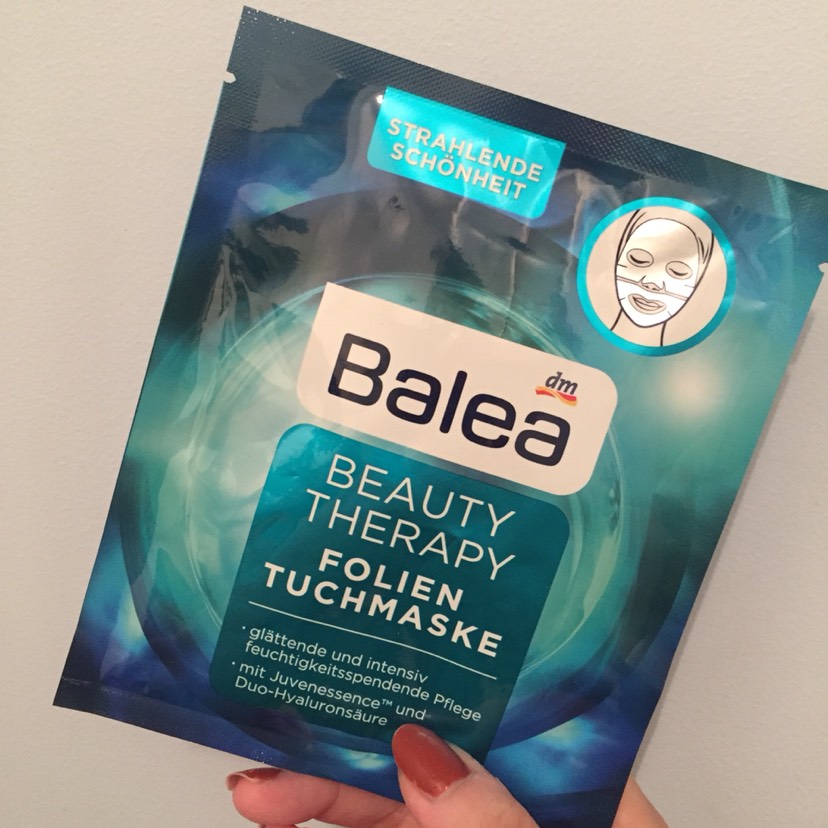 STRAHLENDE
SCHÖNHEIT
Balea
dm
BEAUTY
THERAPY
FOLIEN
TUCHMASKE
· glättende und intensiv
feuchtigkeitsspendende Pflege
· mit Juvenessence™ und
Duo-Hyaluronsäure